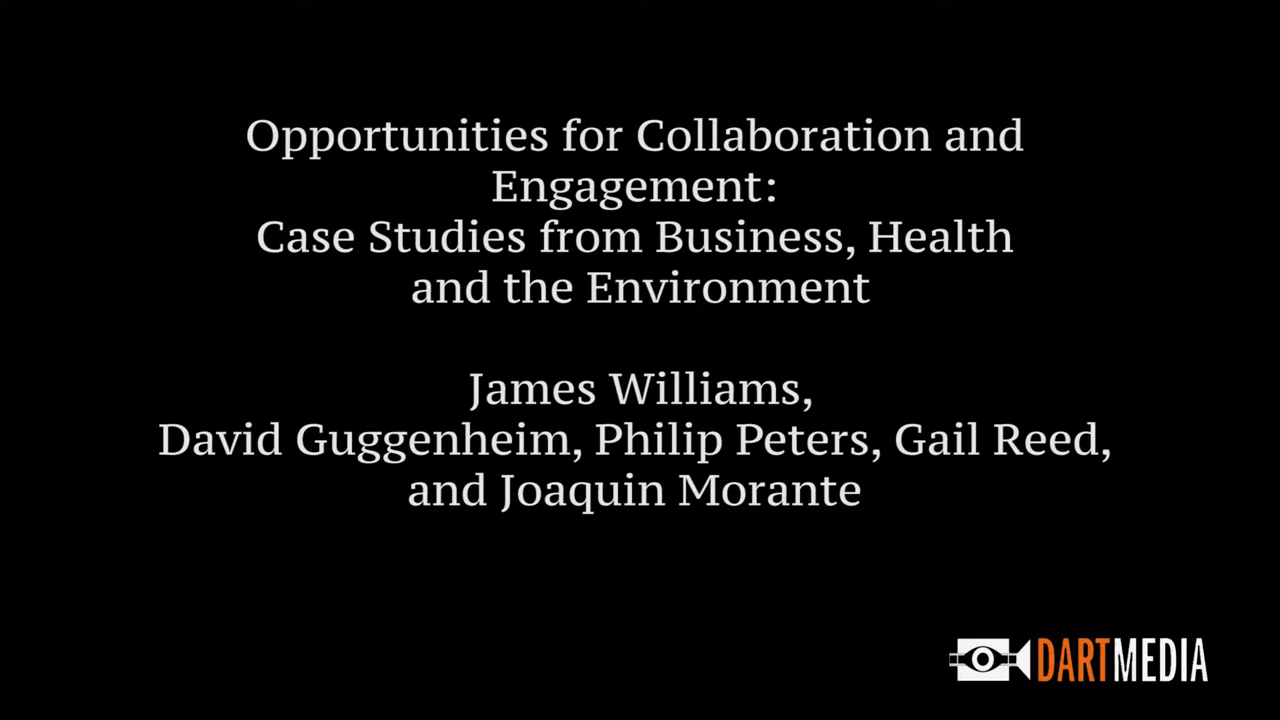 Opportunities for Collaboration and
Engagement:
Case Studies from Business, Health
and the Environment
James Williams,
David Guggenheim, Philip Peters, Gail Reed,
and Joaquin Morante
DARTMEDIA